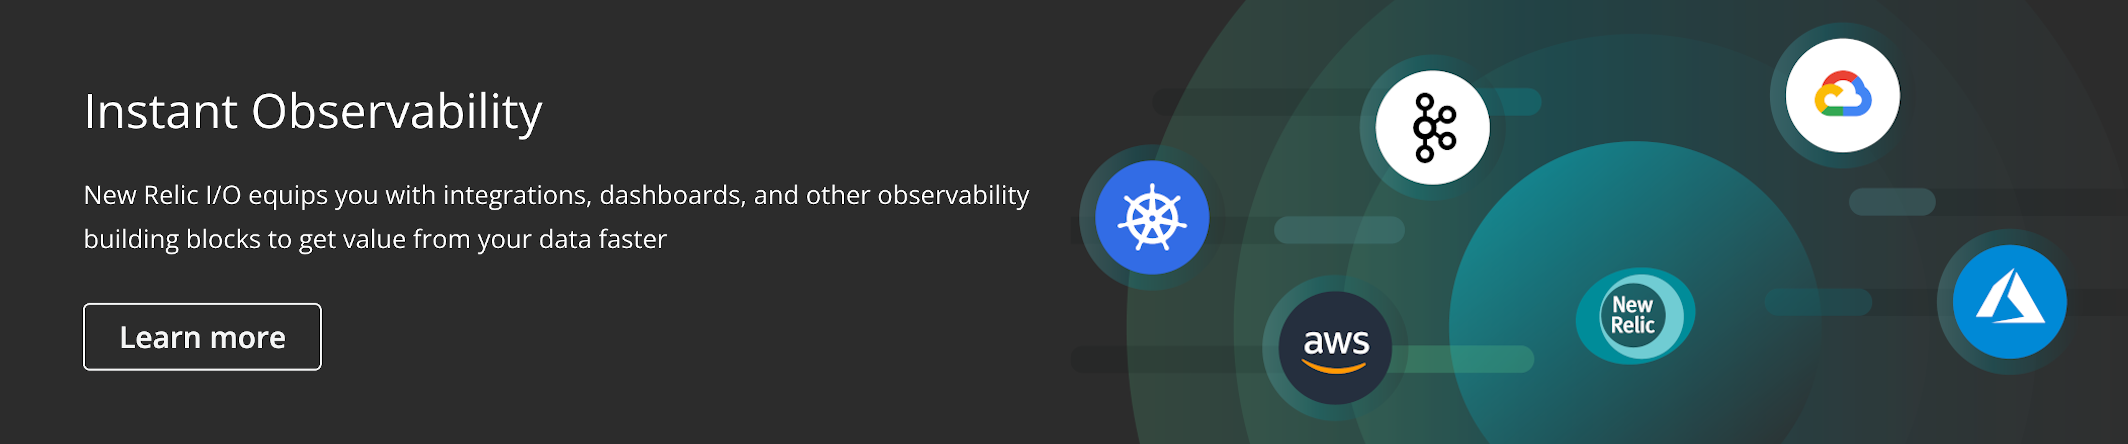 Instant Observability
New Relic I/O equips you with integrations, dashboards, and other observability
building blocks to get value from your data faster
Learn more
aws
New
Relic